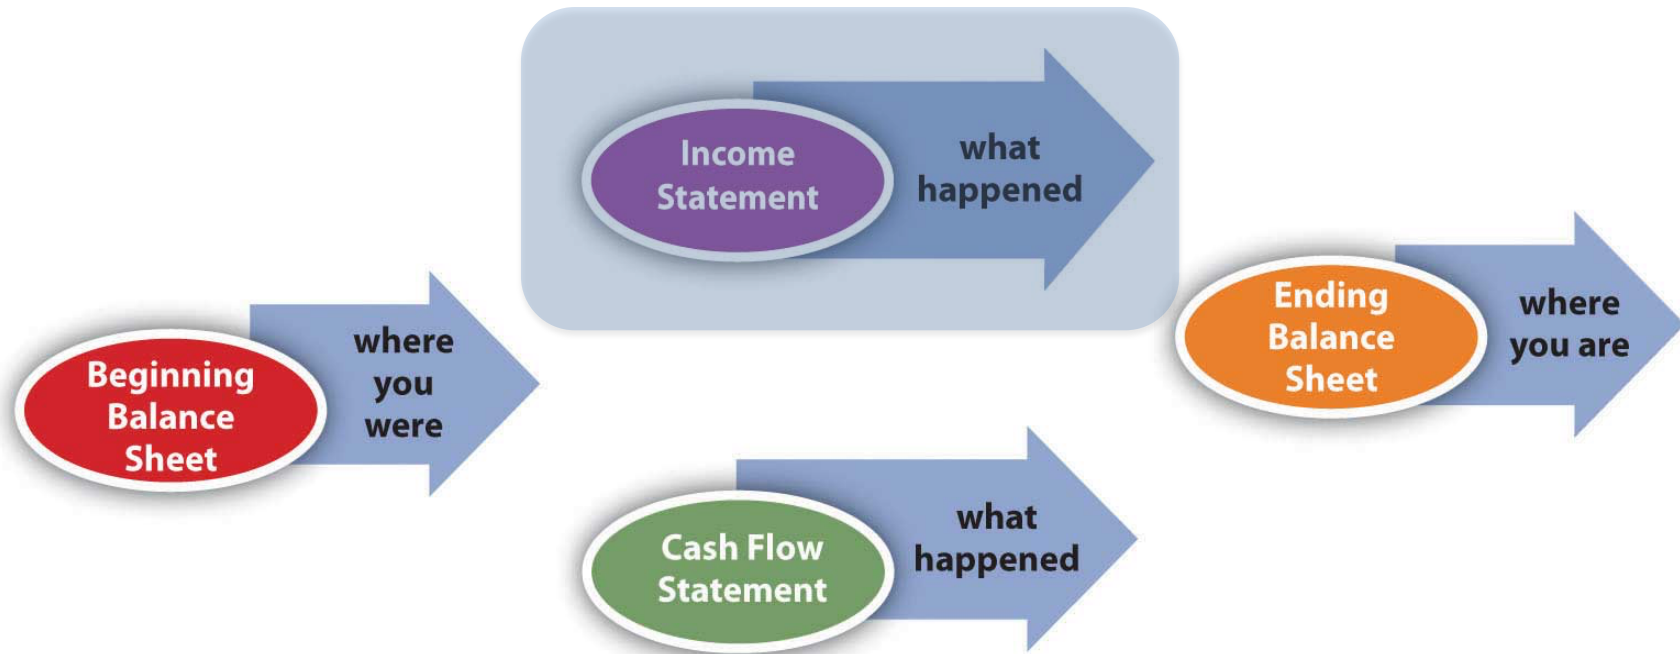 Income
Statement
what
happened
Beginning
Balance
Sheet
where
you
were
Ending
Balance
Sheet
where
you are
Cash Flow
Statement
what
happened